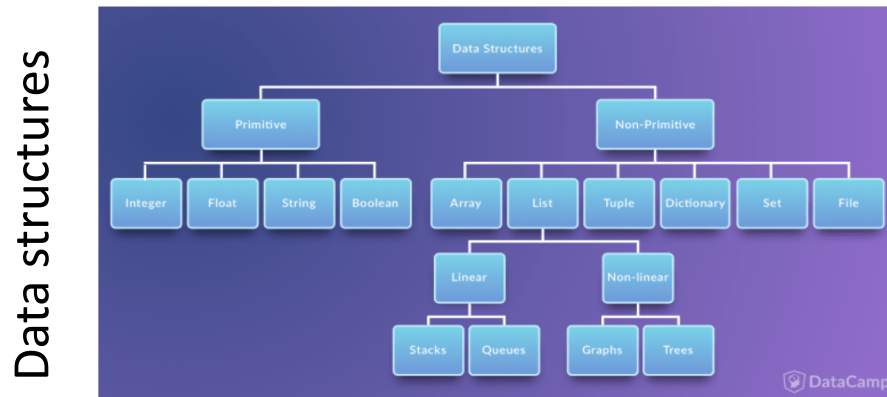 Data structures
Data Structures
Primitive
Non-Primitive
Integer
Float
String
Boolean
Array
List
Tuple
Dictionary
Set
File
Linear
Non-linear
Stacks
Queues
Graphs
Trees
DataCamp